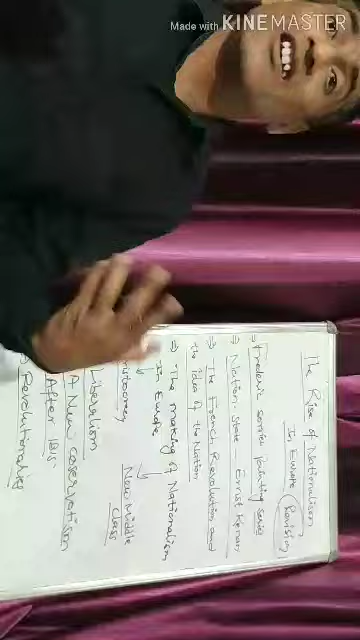 Made with KINEMASTER
The Rise of Nationalism,
In Europe (Revision)
→ Frederic sorrier painting series
⇒ Nation-state - Ernst Renan
⇒ The French Revolution and
the idea of the Nation
⇒ The making of Nationalism
In Europe
New Middle
class
Liberalism
A New conservatism
After 1815
Revolutionaries